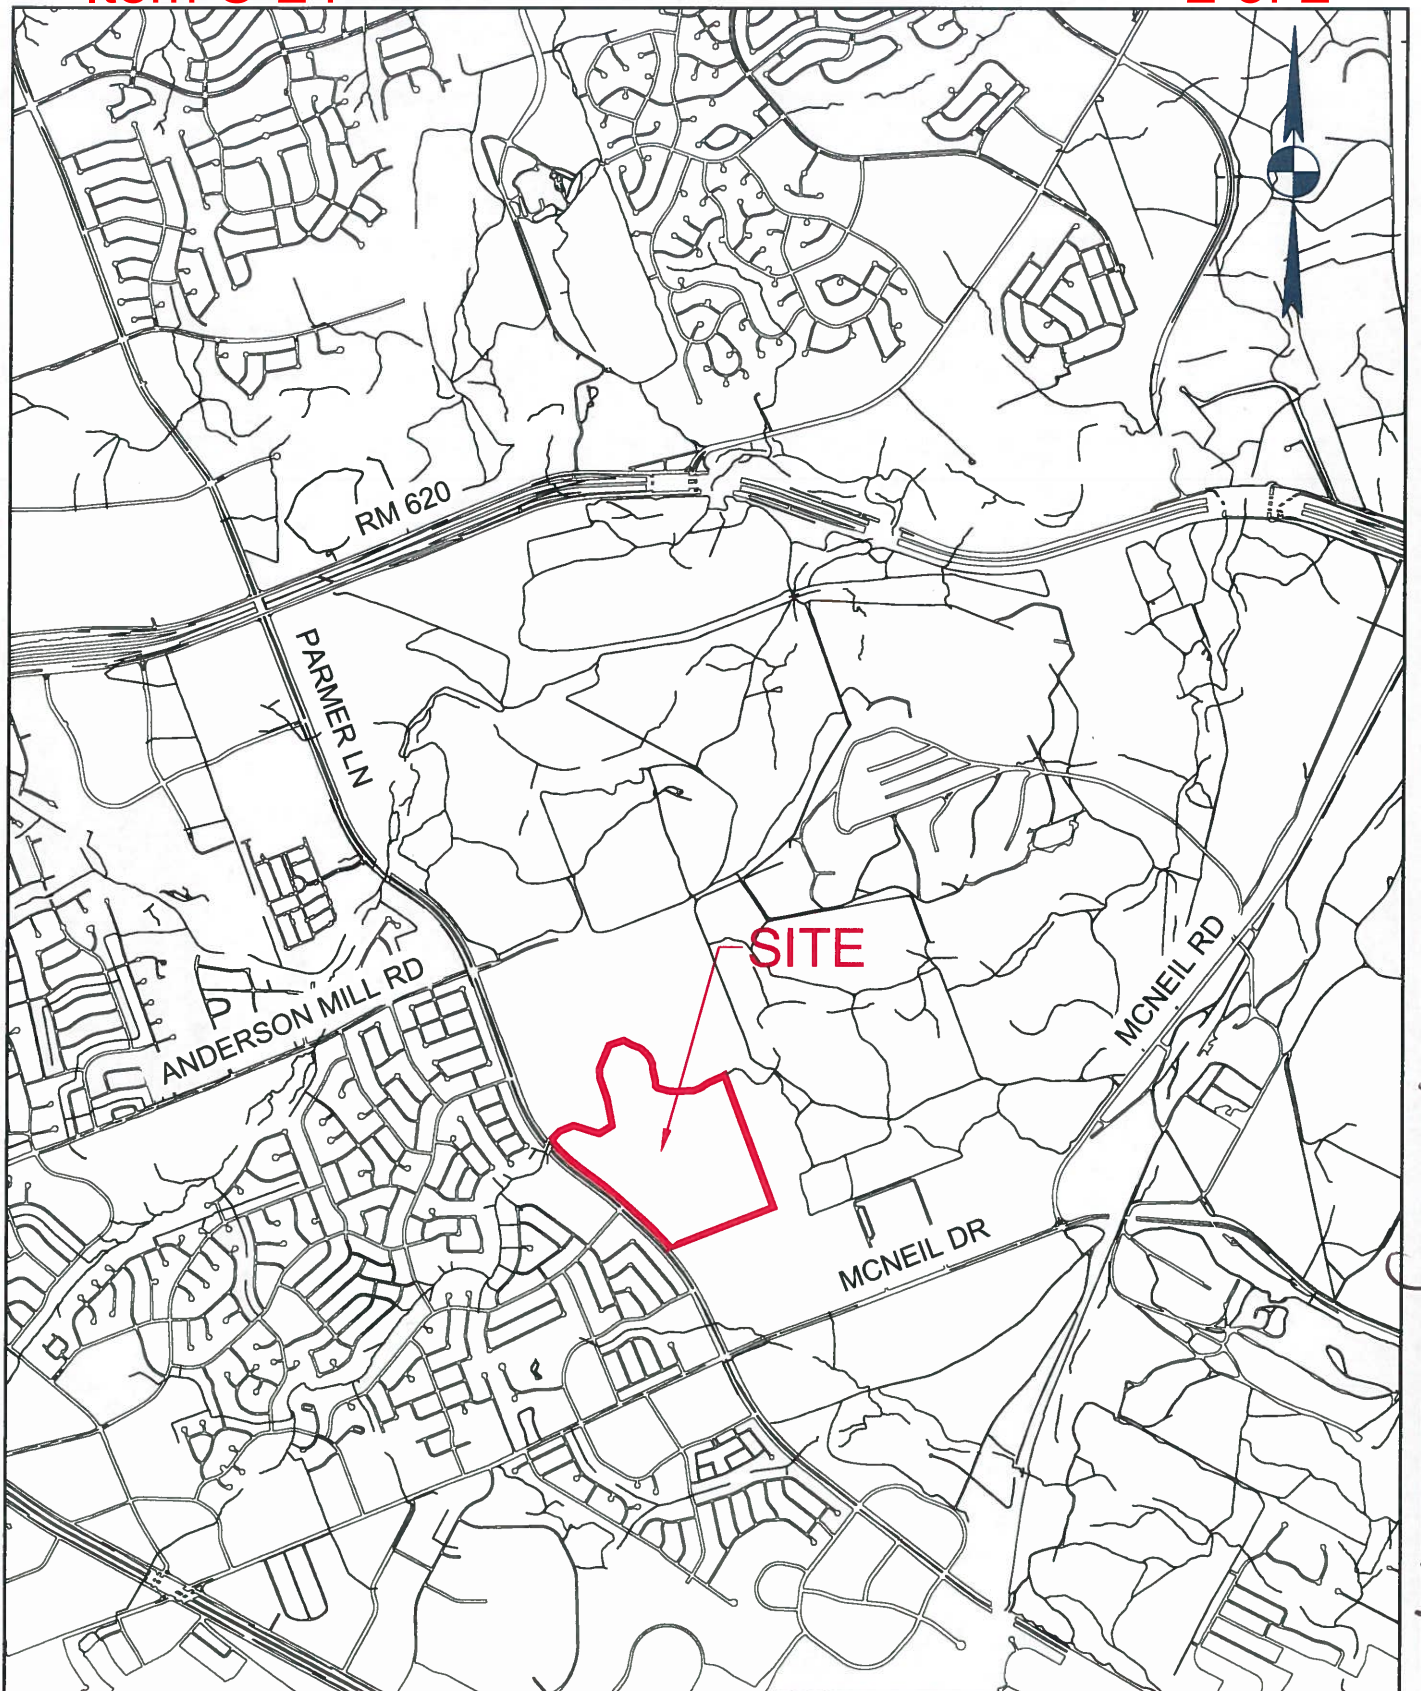 RM 620
PARMER LN
SITE
ANDERSON MILL RD
MCNEIL RD
MCNEIL DR